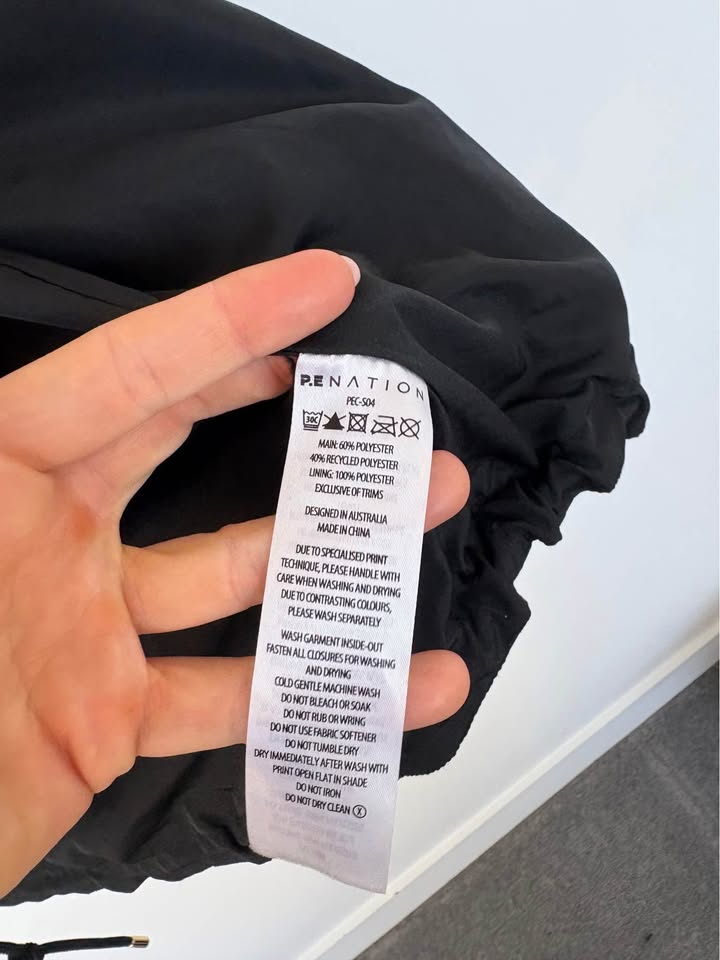 P.E NATION
PEC-S04
30C
MAIN: 60% POLYESTER
40% RECYCLED POLYESTER
LINING: 100% POLYESTER
EXCLUSIVE OF TRIMS
DESIGNED IN AUSTRALIA
MADE IN CHINA
DUE TO SPECIALISED PRINT
TECHNIQUE, PLEASE HANDLE WITH
CARE WHEN WASHING AND DRYING
DUE TO CONTRASTING COLOURS,
PLEASE WASH SEPARATELY
WASH GARMENT INSIDE-OUT
FASTEN ALL CLOSURES FOR WASHING
AND DRYING
COLD GENTLE MACHINE WASH
DO NOT BLEACH OR SOAK
DO NOT RUB OR WRING
DO NOT USE FABRIC SOFTENER
DO NOT TUMBLE DRY
DRY IMMEDIATELY AFTER WASH WITH
PRINT OPEN FLAT IN SHADE
DO NOT IRON
DO NOT DRY CLEAN Ⓧ